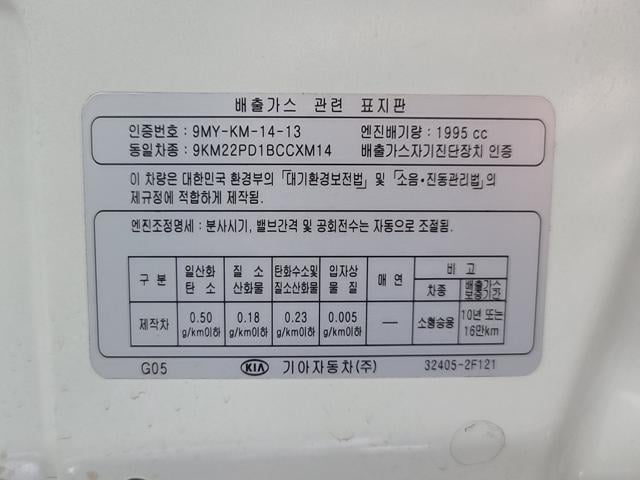 배출가스 관련 표지판
인증번호 : 9MY-KM-14-13 엔진배기량 : 1995 cc
동일차종 : 9KM22PD1BCCXM14 배출가스자기진단장치 인증
이 차량은 대한민국 환경부의 「대기환경보전법」 및 「소음·진동관리법」의
제규정에 적합하게 제작됨.
엔진조정명세 : 분사시기, 밸브간격 및 공회전수는 자동으로 조절됨.
구 분 일산화탄소 질소산화물 탄화수소및질소산화물 입자상물질 매 연 비 고
차종 배출가스보증기간
제작차 0.50 g/km이하 0.18 g/km이하 0.23 g/km이하 0.005 g/km이하 — 소형승용 10년 또는 16만km
G05 KIA 기아자동차(주) 32405-2F121